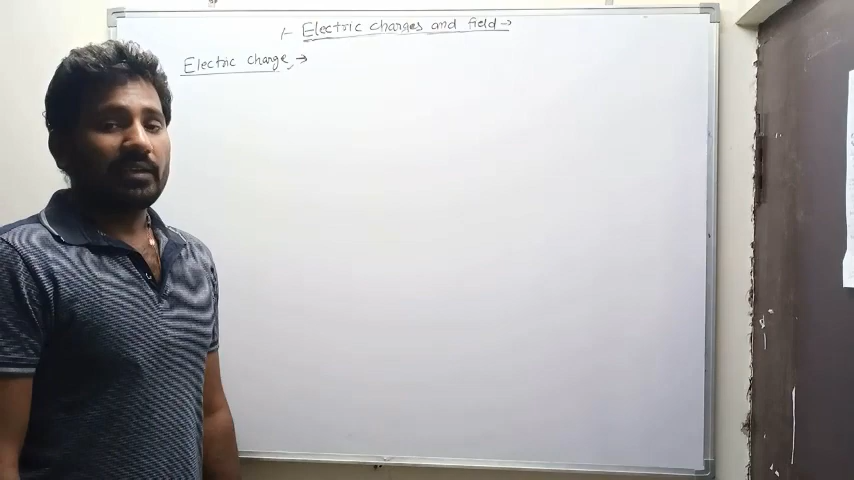 :- Electric charges and field →
Electric charge, →